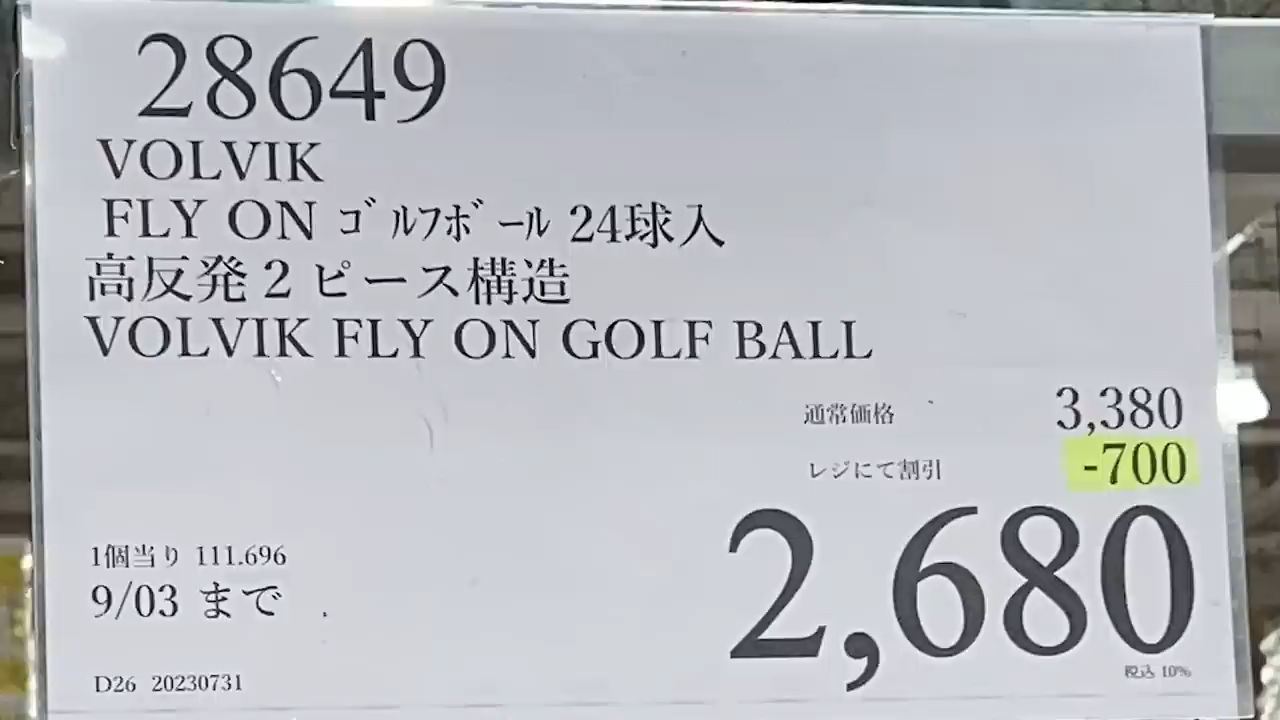 28649
VOLVIK
FLY ON ｺﾞﾙﾌﾎﾞｰﾙ 24球入
高反発２ピース構造
VOLVIK FLY ON GOLF BALL
通常価格 3,380
レジにて割引 -700
2,680
1個当り 111.696
9/03 まで
税込 10%
D26 20230731